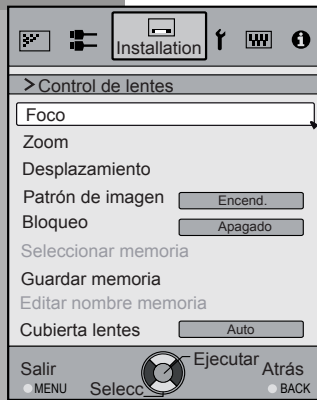 Installation
>Control de lentes
Foco
Zoom
Desplazamiento
Patrón de imagen Encend.
Bloqueo Apagado
Seleccionar memoria
Guardar memoria
Editar nombre memoria
Cubierta lentes Auto
Salir Ejecutar Atrás
MENU Selecc. BACK